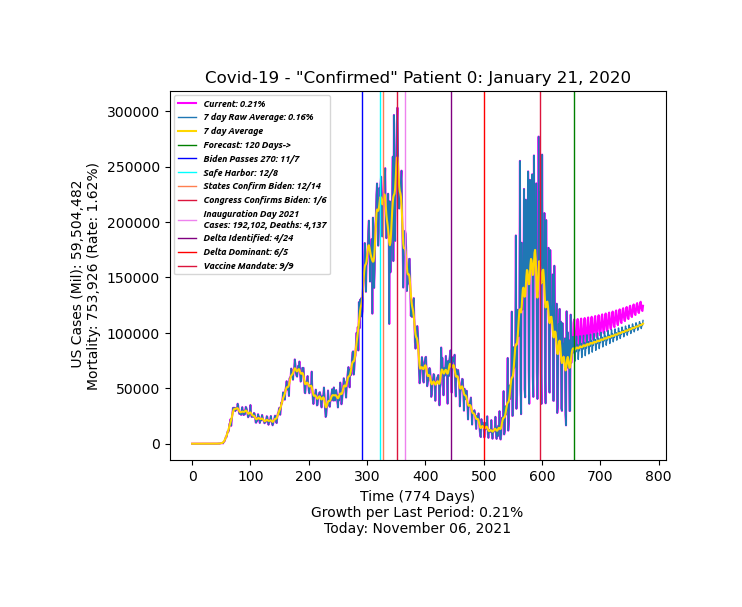 Covid-19 - "Confirmed" Patient 0: January 21, 2020
Current: 0.21%
7 day Raw Average: 0.16%
7 day Average
Forecast: 120 Days->
Biden Passes 270: 11/7
Safe Harbor: 12/8
States Confirm Biden: 12/14
Congress Confirms Biden: 1/6
Inauguration Day 2021
Cases: 192,102, Deaths: 4,137
Delta Identified: 4/24
Delta Dominant: 6/5
Vaccine Mandate: 9/9
US Cases (Mil): 59,504,482
Mortality: 753,926 (Rate: 1.62%)
300000
250000
200000
150000
100000
50000
0
0 100 200 300 400 500 600 700 800
Time (774 Days)
Growth per Last Period: 0.21%
Today: November 06, 2021